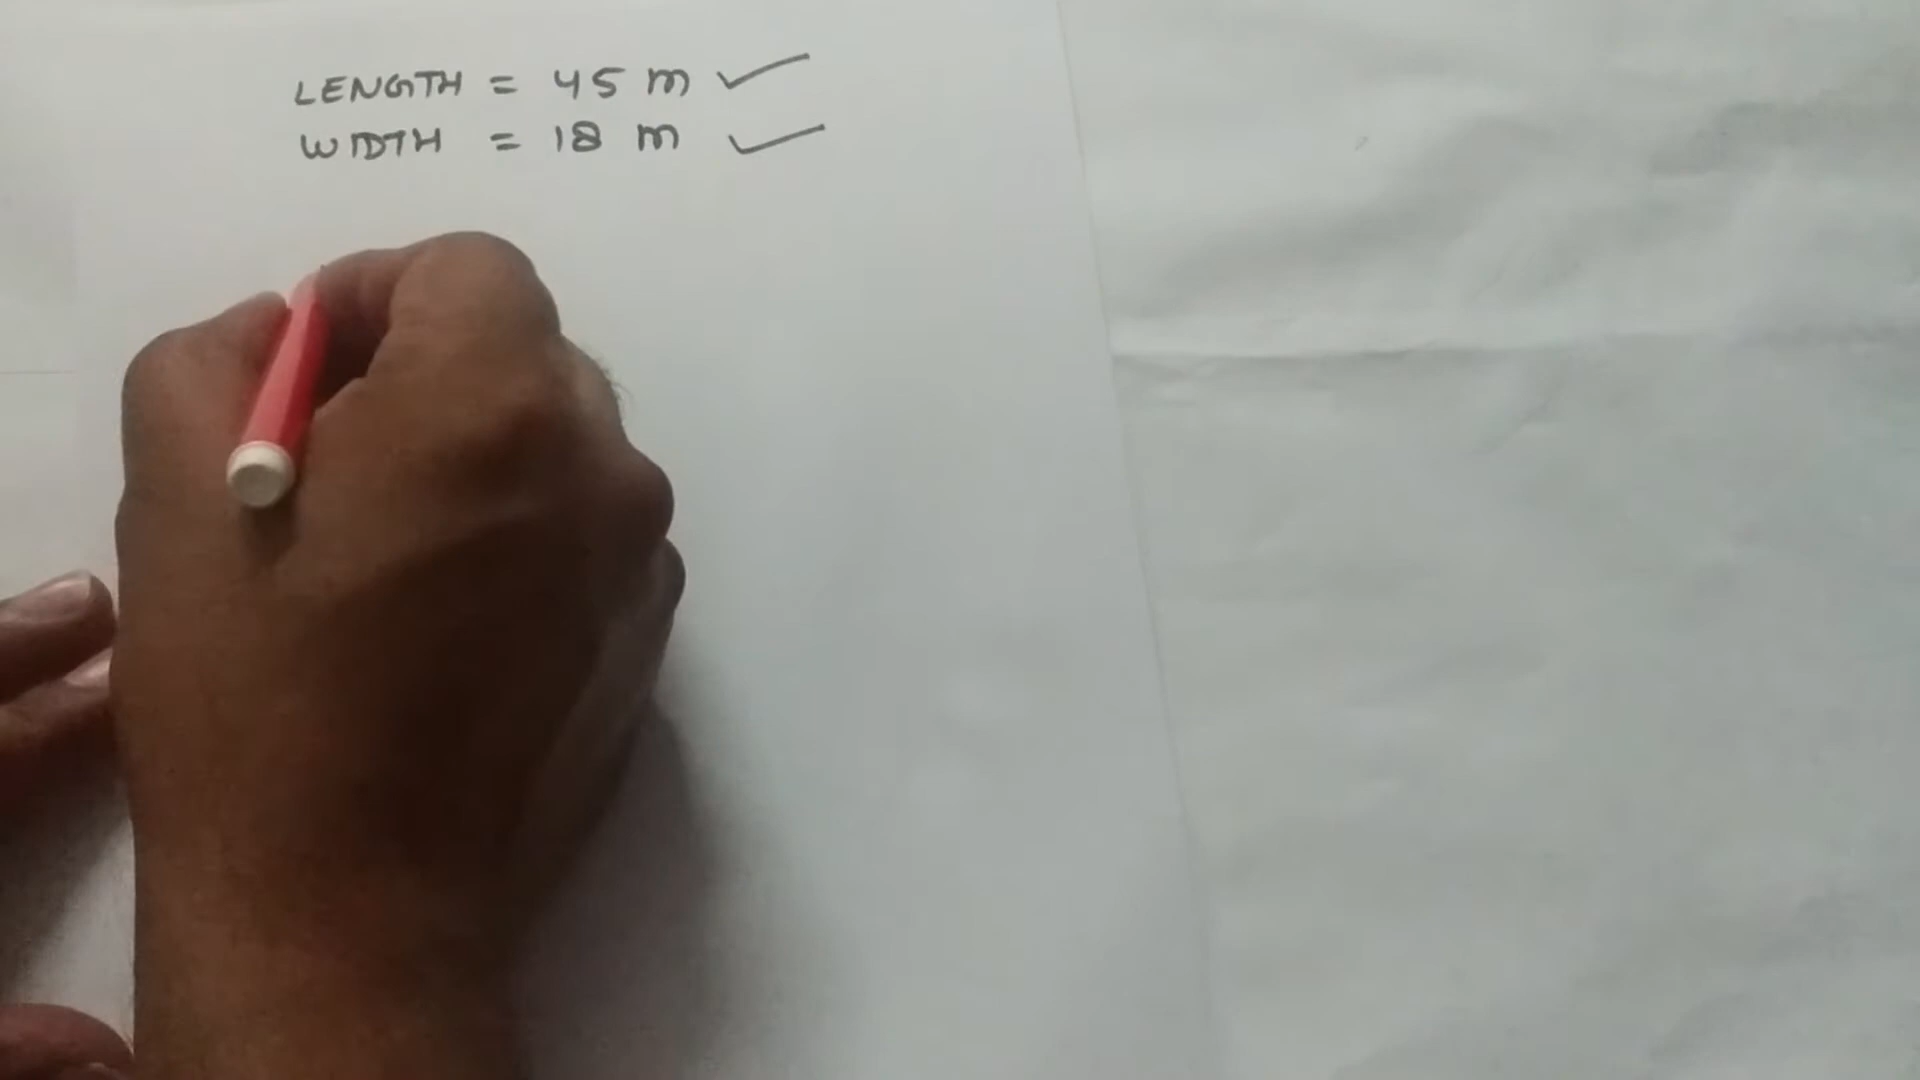 LENGTH = 45 m ✓
WIDTH = 18 m ✓